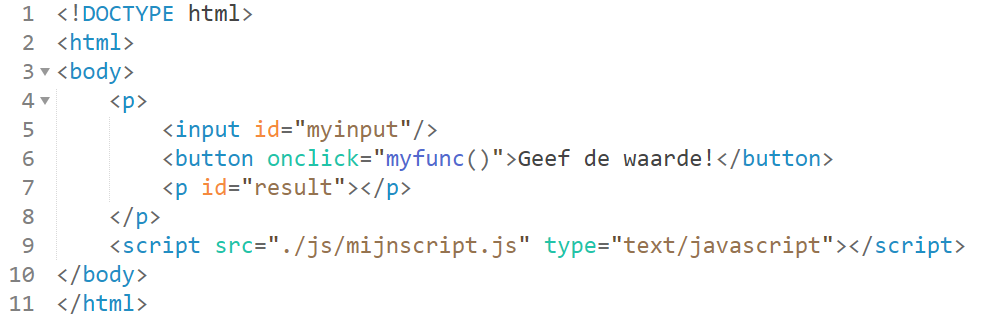 1 <!DOCTYPE html>
2 <html>
3 <body>
4     <p>
5         <input id="myinput"/>
6         <button onclick="myfunc()">Geef de waarde!</button>
7         <p id="result"></p>
8     </p>
9     <script src="./js/mijnscript.js" type="text/javascript"></script>
10 </body>
11 </html>